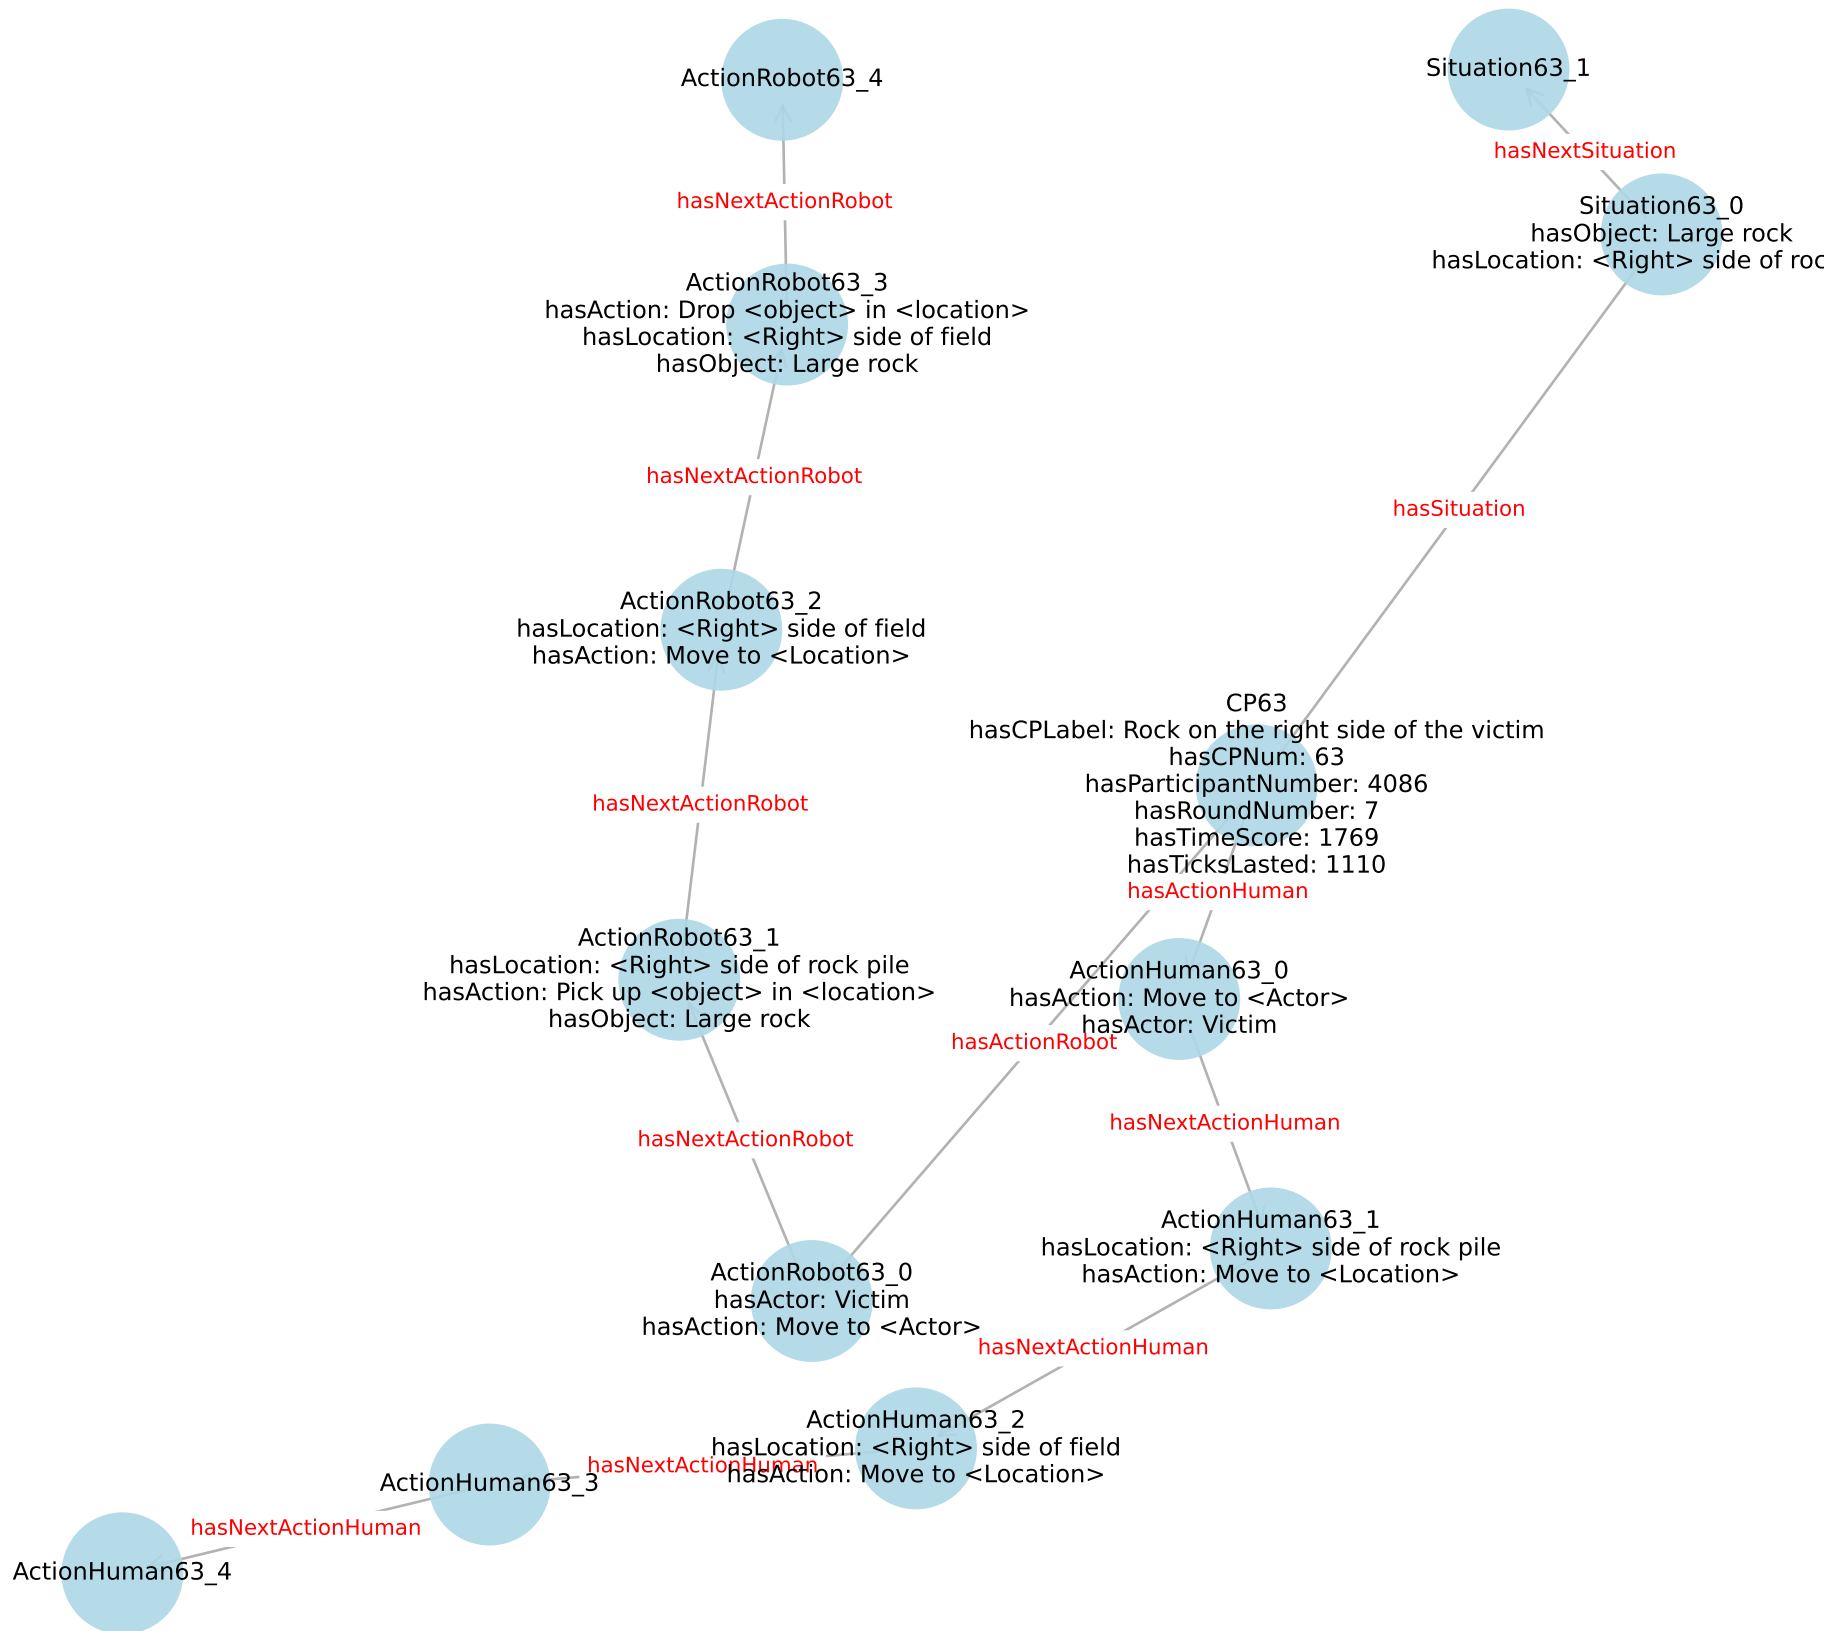 ActionRobot63_4
Situation63_1
hasNextSituation
hasNextActionRobot
Situation63_0
hasObject: Large rock
hasLocation: <Right> side of roc
ActionRobot63_3
hasAction: Drop <object> in <location>
hasLocation: <Right> side of field
hasObject: Large rock
hasNextActionRobot
hasSituation
ActionRobot63_2
hasLocation: <Right> side of field
hasAction: Move to <Location>
CP63
hasCPLabel: Rock on the right side of the victim
hasCPNum: 63
hasParticipantNumber: 4086
hasRoundNumber: 7
hasTimeScore: 1769
hasTicksLasted: 1110
hasNextActionRobot
hasActionHuman
ActionRobot63_1
hasLocation: <Right> side of rock pile
hasAction: Pick up <object> in <location>
hasObject: Large rock
ActionHuman63_0
hasAction: Move to <Actor>
hasActor: Victim
hasActionRobot
hasNextActionHuman
hasNextActionRobot
ActionHuman63_1
hasLocation: <Right> side of rock pile
hasAction: Move to <Location>
ActionRobot63_0
hasActor: Victim
hasAction: Move to <Actor>
hasNextActionHuman
ActionHuman63_2
hasLocation: <Right> side of field
hasAction: Move to <Location>
hasNextActionHuman
ActionHuman63_3
hasNextActionHuman
ActionHuman63_4